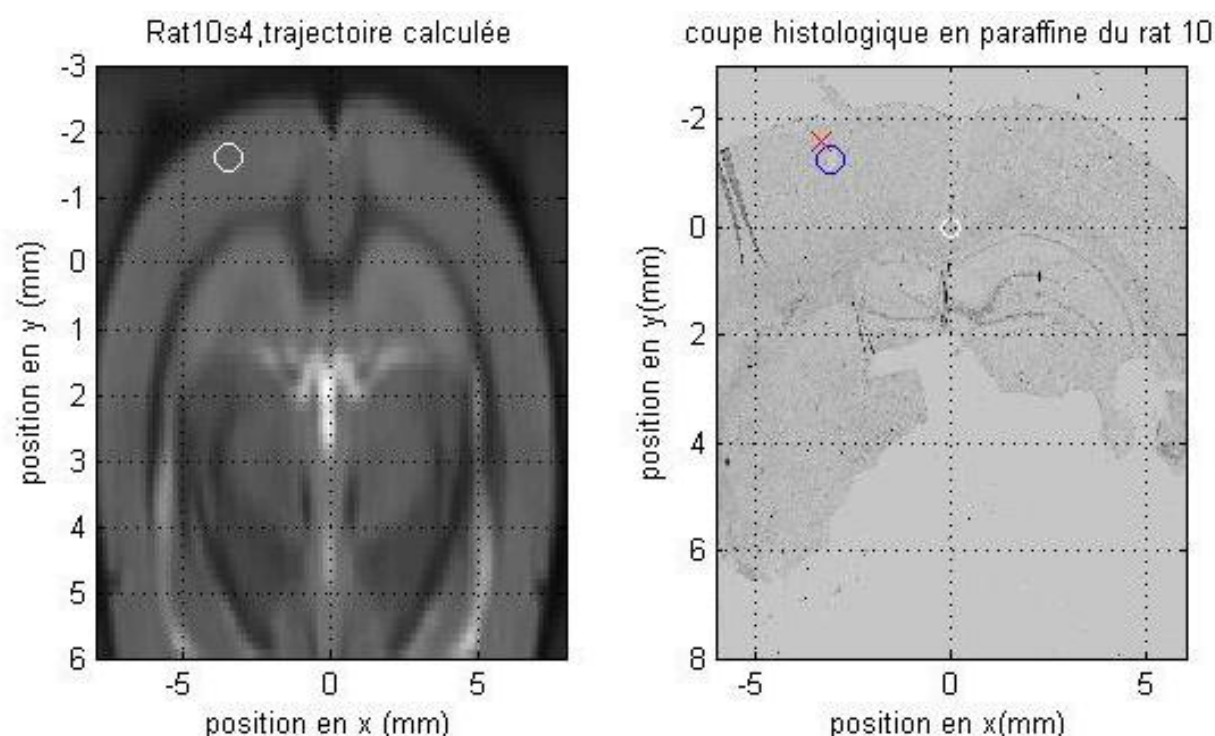 Rat10s4,trajectoire calculée
-3
-2
-1
0
1
2
3
4
5
6
position en y (mm)
-5 0 5
position en x (mm)
coupe histologique en paraffine du rat 10
-2
0
2
4
6
8
position en y(mm)
-5 0 5
position en x(mm)